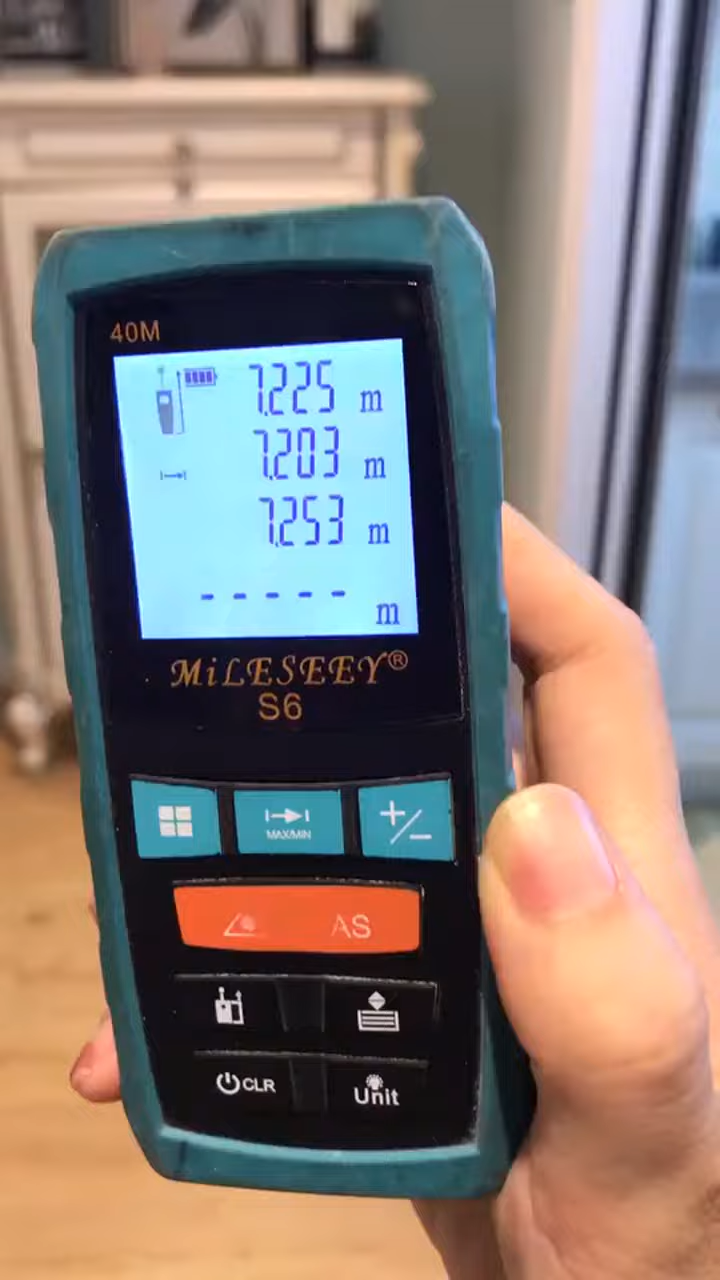 40M
7.225 m
7.203 m
7.253 m
----- m
MiLESEEY®
S6
MAX/MIN
+/-
AS
CLR
Unit